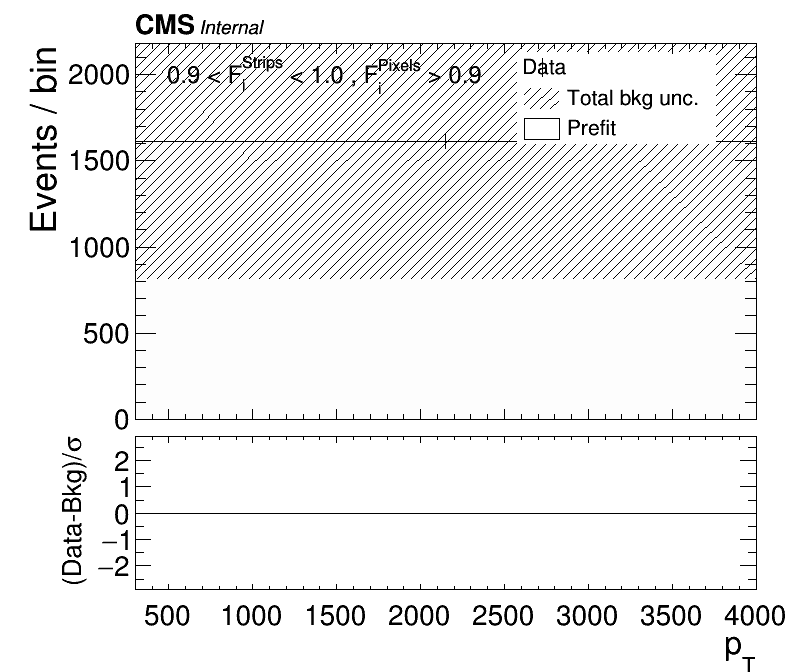 CMS Internal
0.9 < F_i^Strips < 1.0 , F_i^Pixels > 0.9
Data
Total bkg unc.
Prefit
Events / bin
2000
1500
1000
500
0
(Data-Bkg)/σ
2
1
0
−1
−2
500 1000 1500 2000 2500 3000 3500 4000
p_T